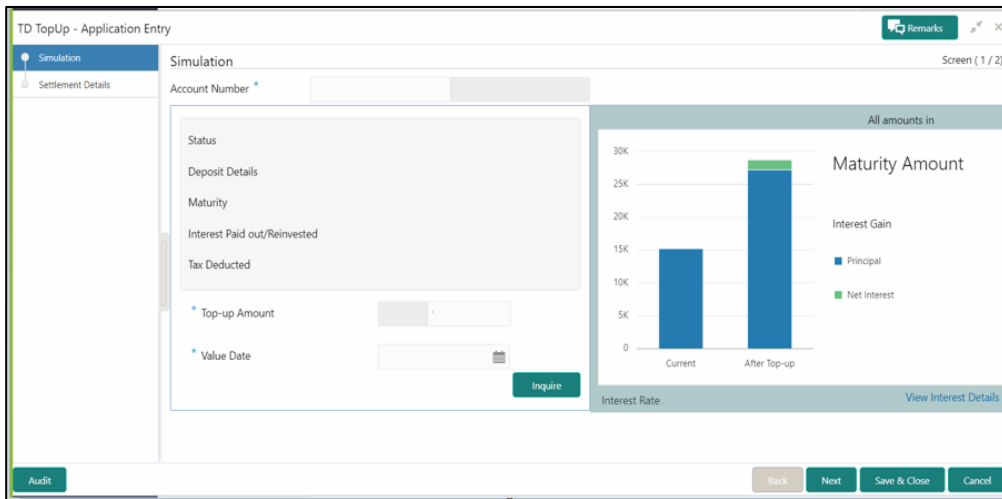 TD TopUp - Application Entry
Remarks
Simulation
Settlement Details
Simulation
Screen ( 1 / 2)
Account Number *
Status
Deposit Details
Maturity
Interest Paid out/Reinvested
Tax Deducted
* Top-up Amount
* Value Date
Inquire
All amounts in
30K
25K
20K
15K
10K
5K
0
Current
After Top-up
Maturity Amount
Interest Gain
Principal
Net Interest
Interest Rate
View Interest Details
Audit
Back
Next
Save & Close
Cancel